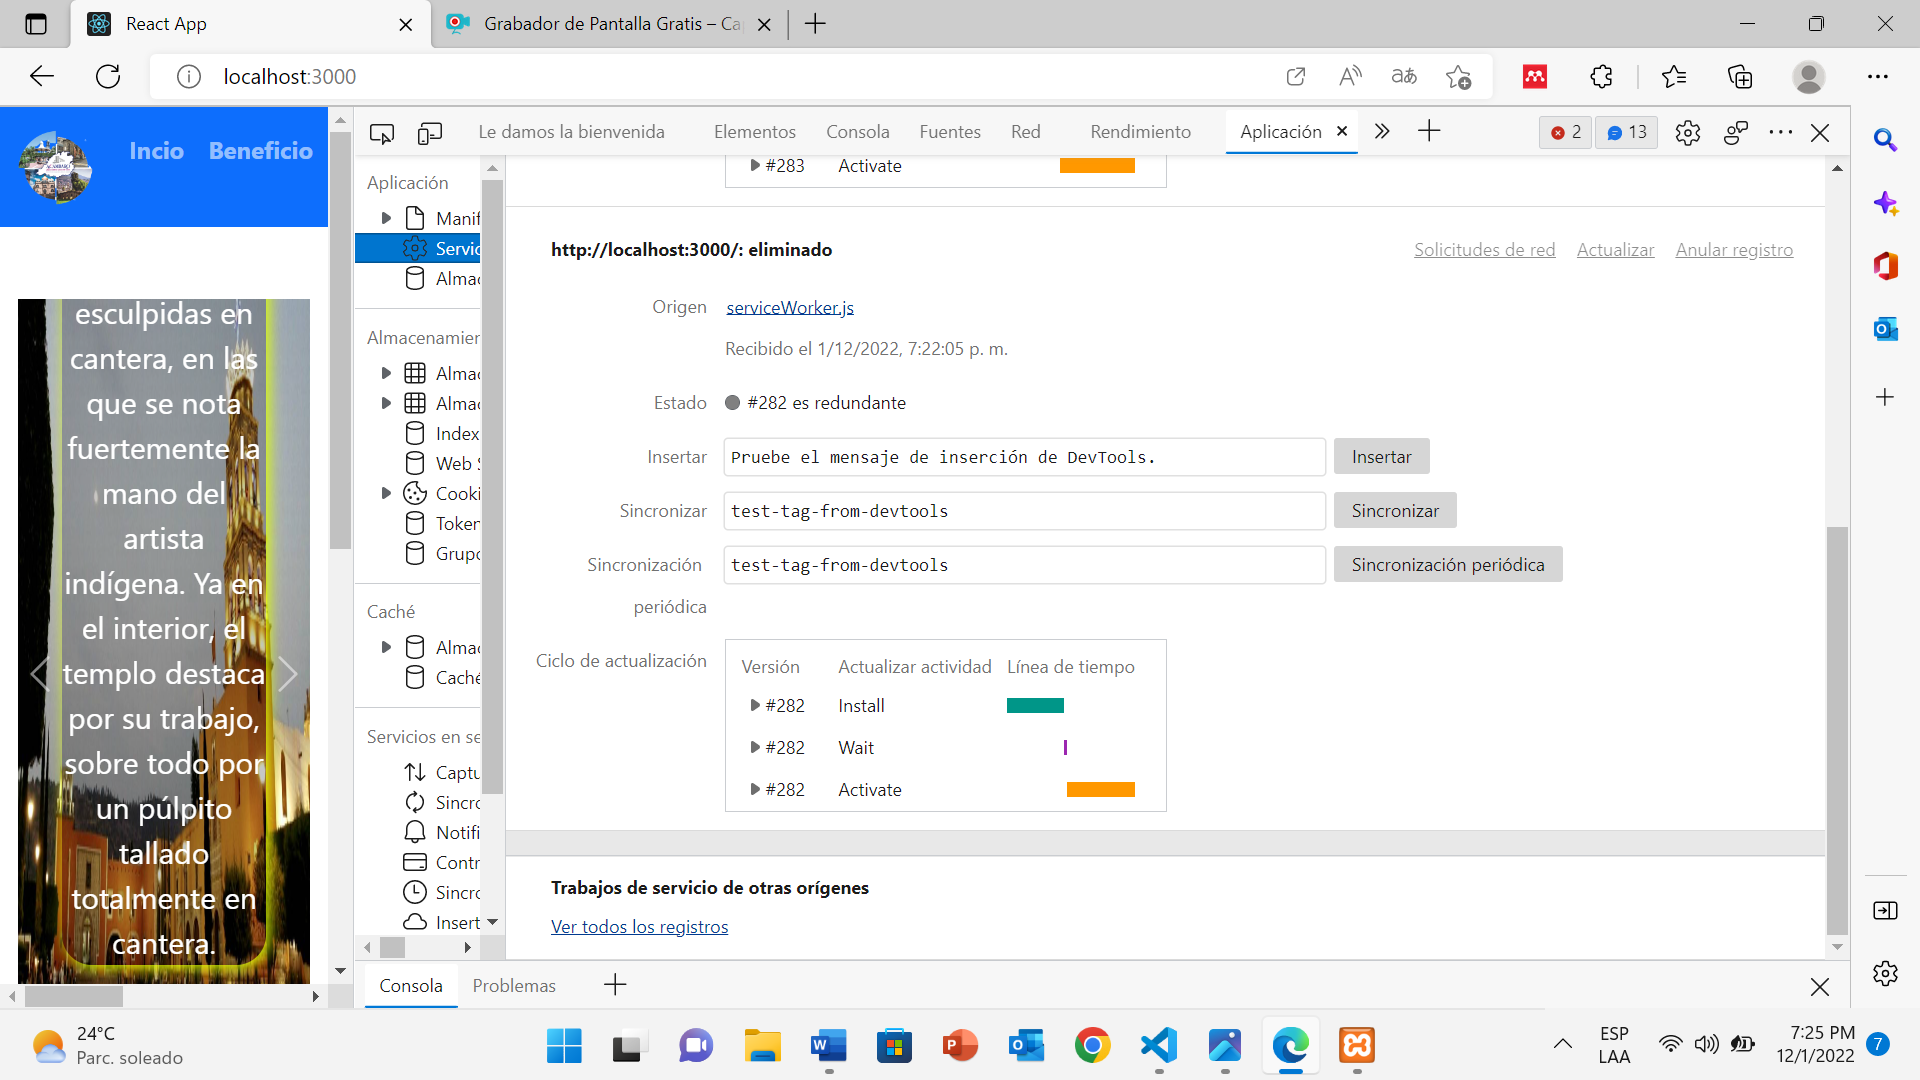 React App
Grabador de Pantalla Gratis – Ca
localhost:3000
Incio
Beneficio
esculpidas en
cantera, en las
que se nota
fuertemente la
mano del
artista
indígena. Ya en
el interior, el
templo destaca
por su trabajo,
sobre todo por
un púlpito
tallado
totalmente en
cantera.
Le damos la bienvenida
Elementos
Consola
Fuentes
Red
Rendimiento
Aplicación
2
13
Aplicación
Manif
Servic
Almac
Almacenamier
Almac
Almac
Index
Web S
Cooki
Token
Grupo
Caché
Almac
Caché
Servicios en se
Captu
Sincro
Notifi
Contr
Sincro
Insert
#283 Activate
http://localhost:3000/: eliminado
Solicitudes de red
Actualizar
Anular registro
Origen serviceWorker.js
Recibido el 1/12/2022, 7:22:05 p. m.
Estado #282 es redundante
Insertar Pruebe el mensaje de inserción de DevTools. Insertar
Sincronizar test-tag-from-devtools Sincronizar
Sincronización periódica test-tag-from-devtools Sincronización periódica
Ciclo de actualización
Versión Actualizar actividad Línea de tiempo
#282 Install
#282 Wait
#282 Activate
Trabajos de servicio de otras orígenes
Ver todos los registros
Consola
Problemas
24°C
Parc. soleado
ESP
LAA
7:25 PM
12/1/2022
7